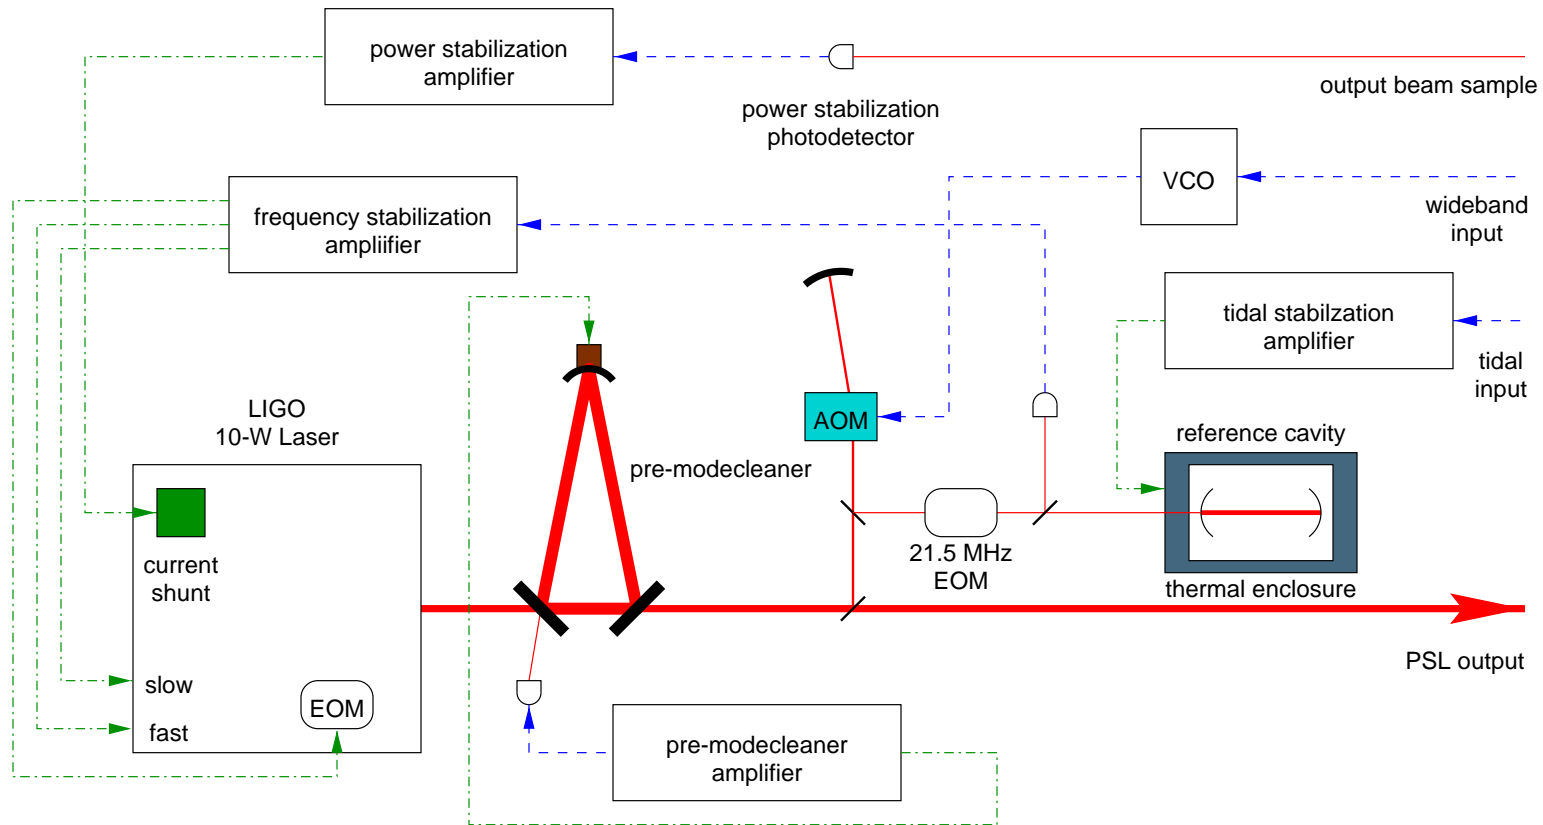 power stabilization
amplifier
output beam sample
power stabilization
photodetector
VCO
wideband
input
frequency stabilization
ampliifier
tidal stabilzation
amplifier
tidal
input
LIGO
10-W Laser
pre-modecleaner
AOM
reference cavity
21.5 MHz
EOM
thermal enclosure
current
shunt
PSL output
slow
fast
EOM
pre-modecleaner
amplifier